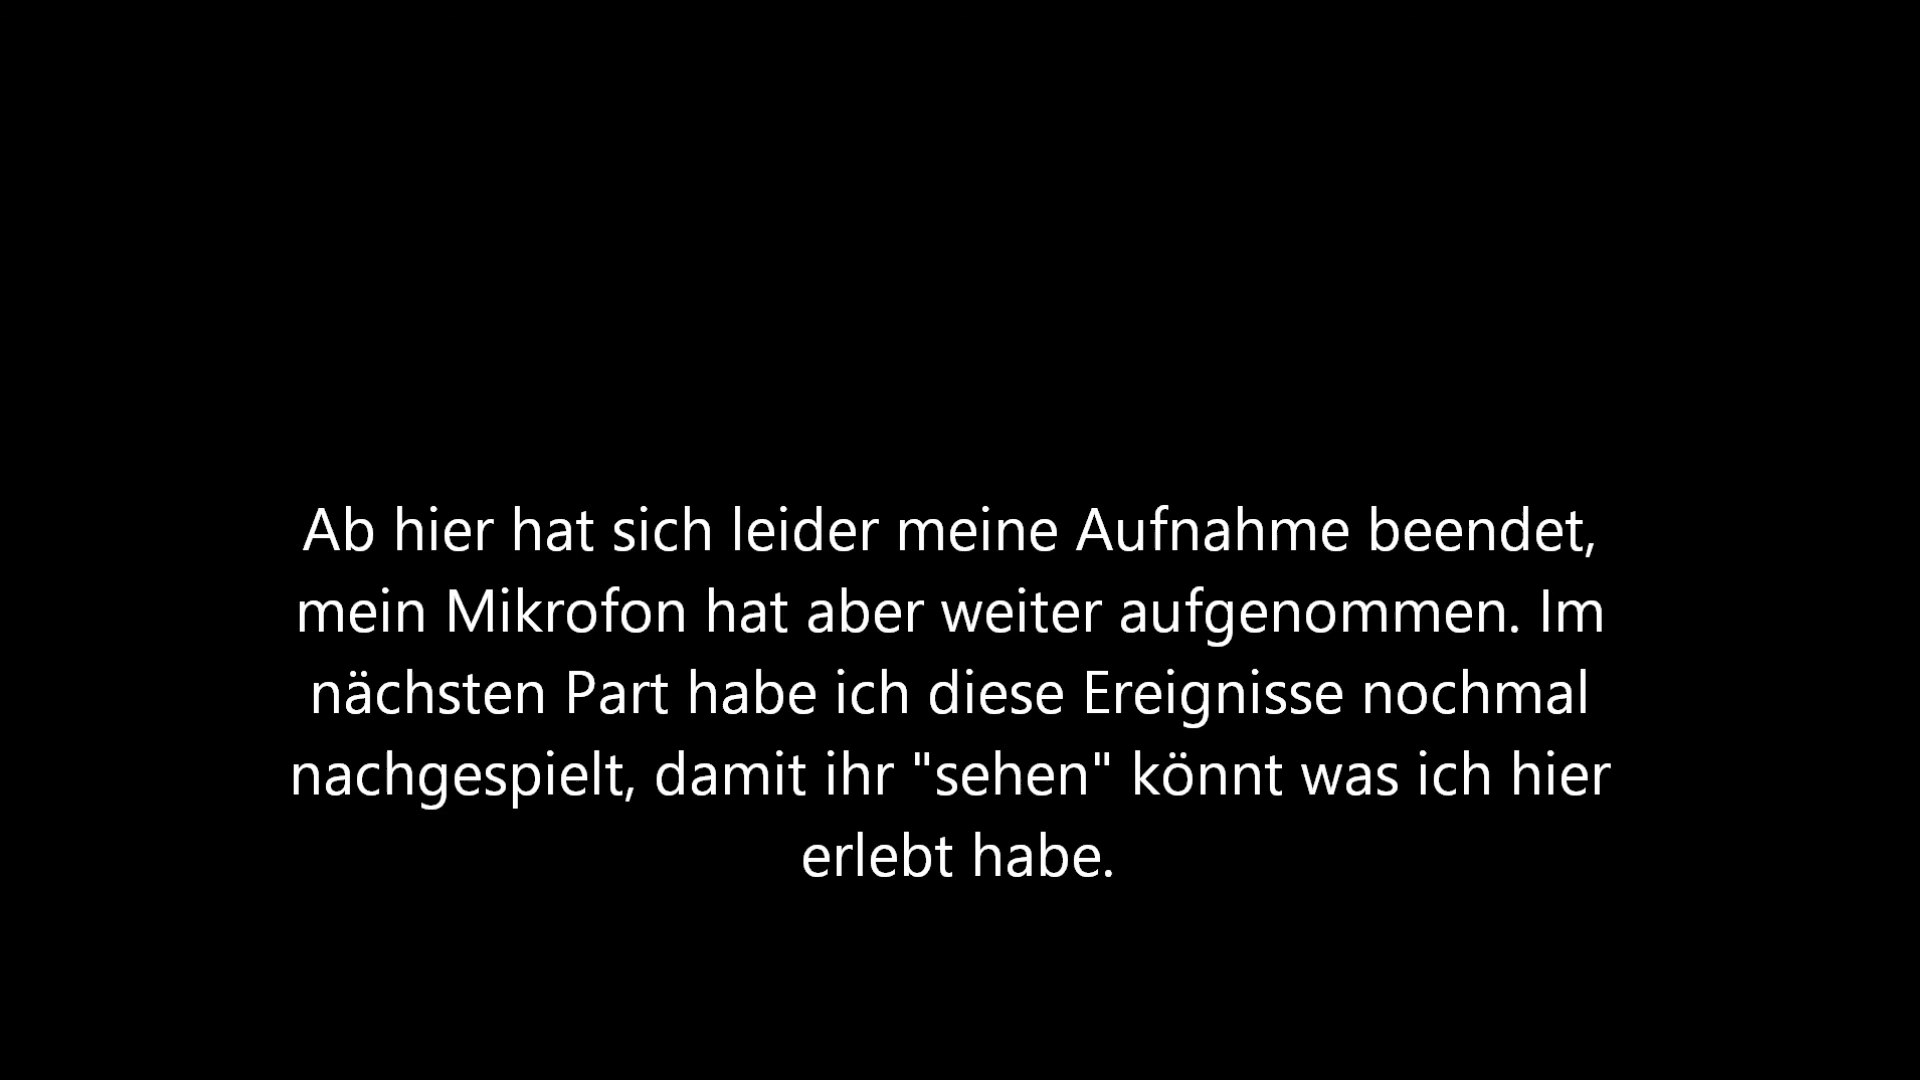 Ab hier hat sich leider meine Aufnahme beendet,
mein Mikrofon hat aber weiter aufgenommen. Im
nächsten Part habe ich diese Ereignisse nochmal
nachgespielt, damit ihr "sehen" könnt was ich hier
erlebt habe.